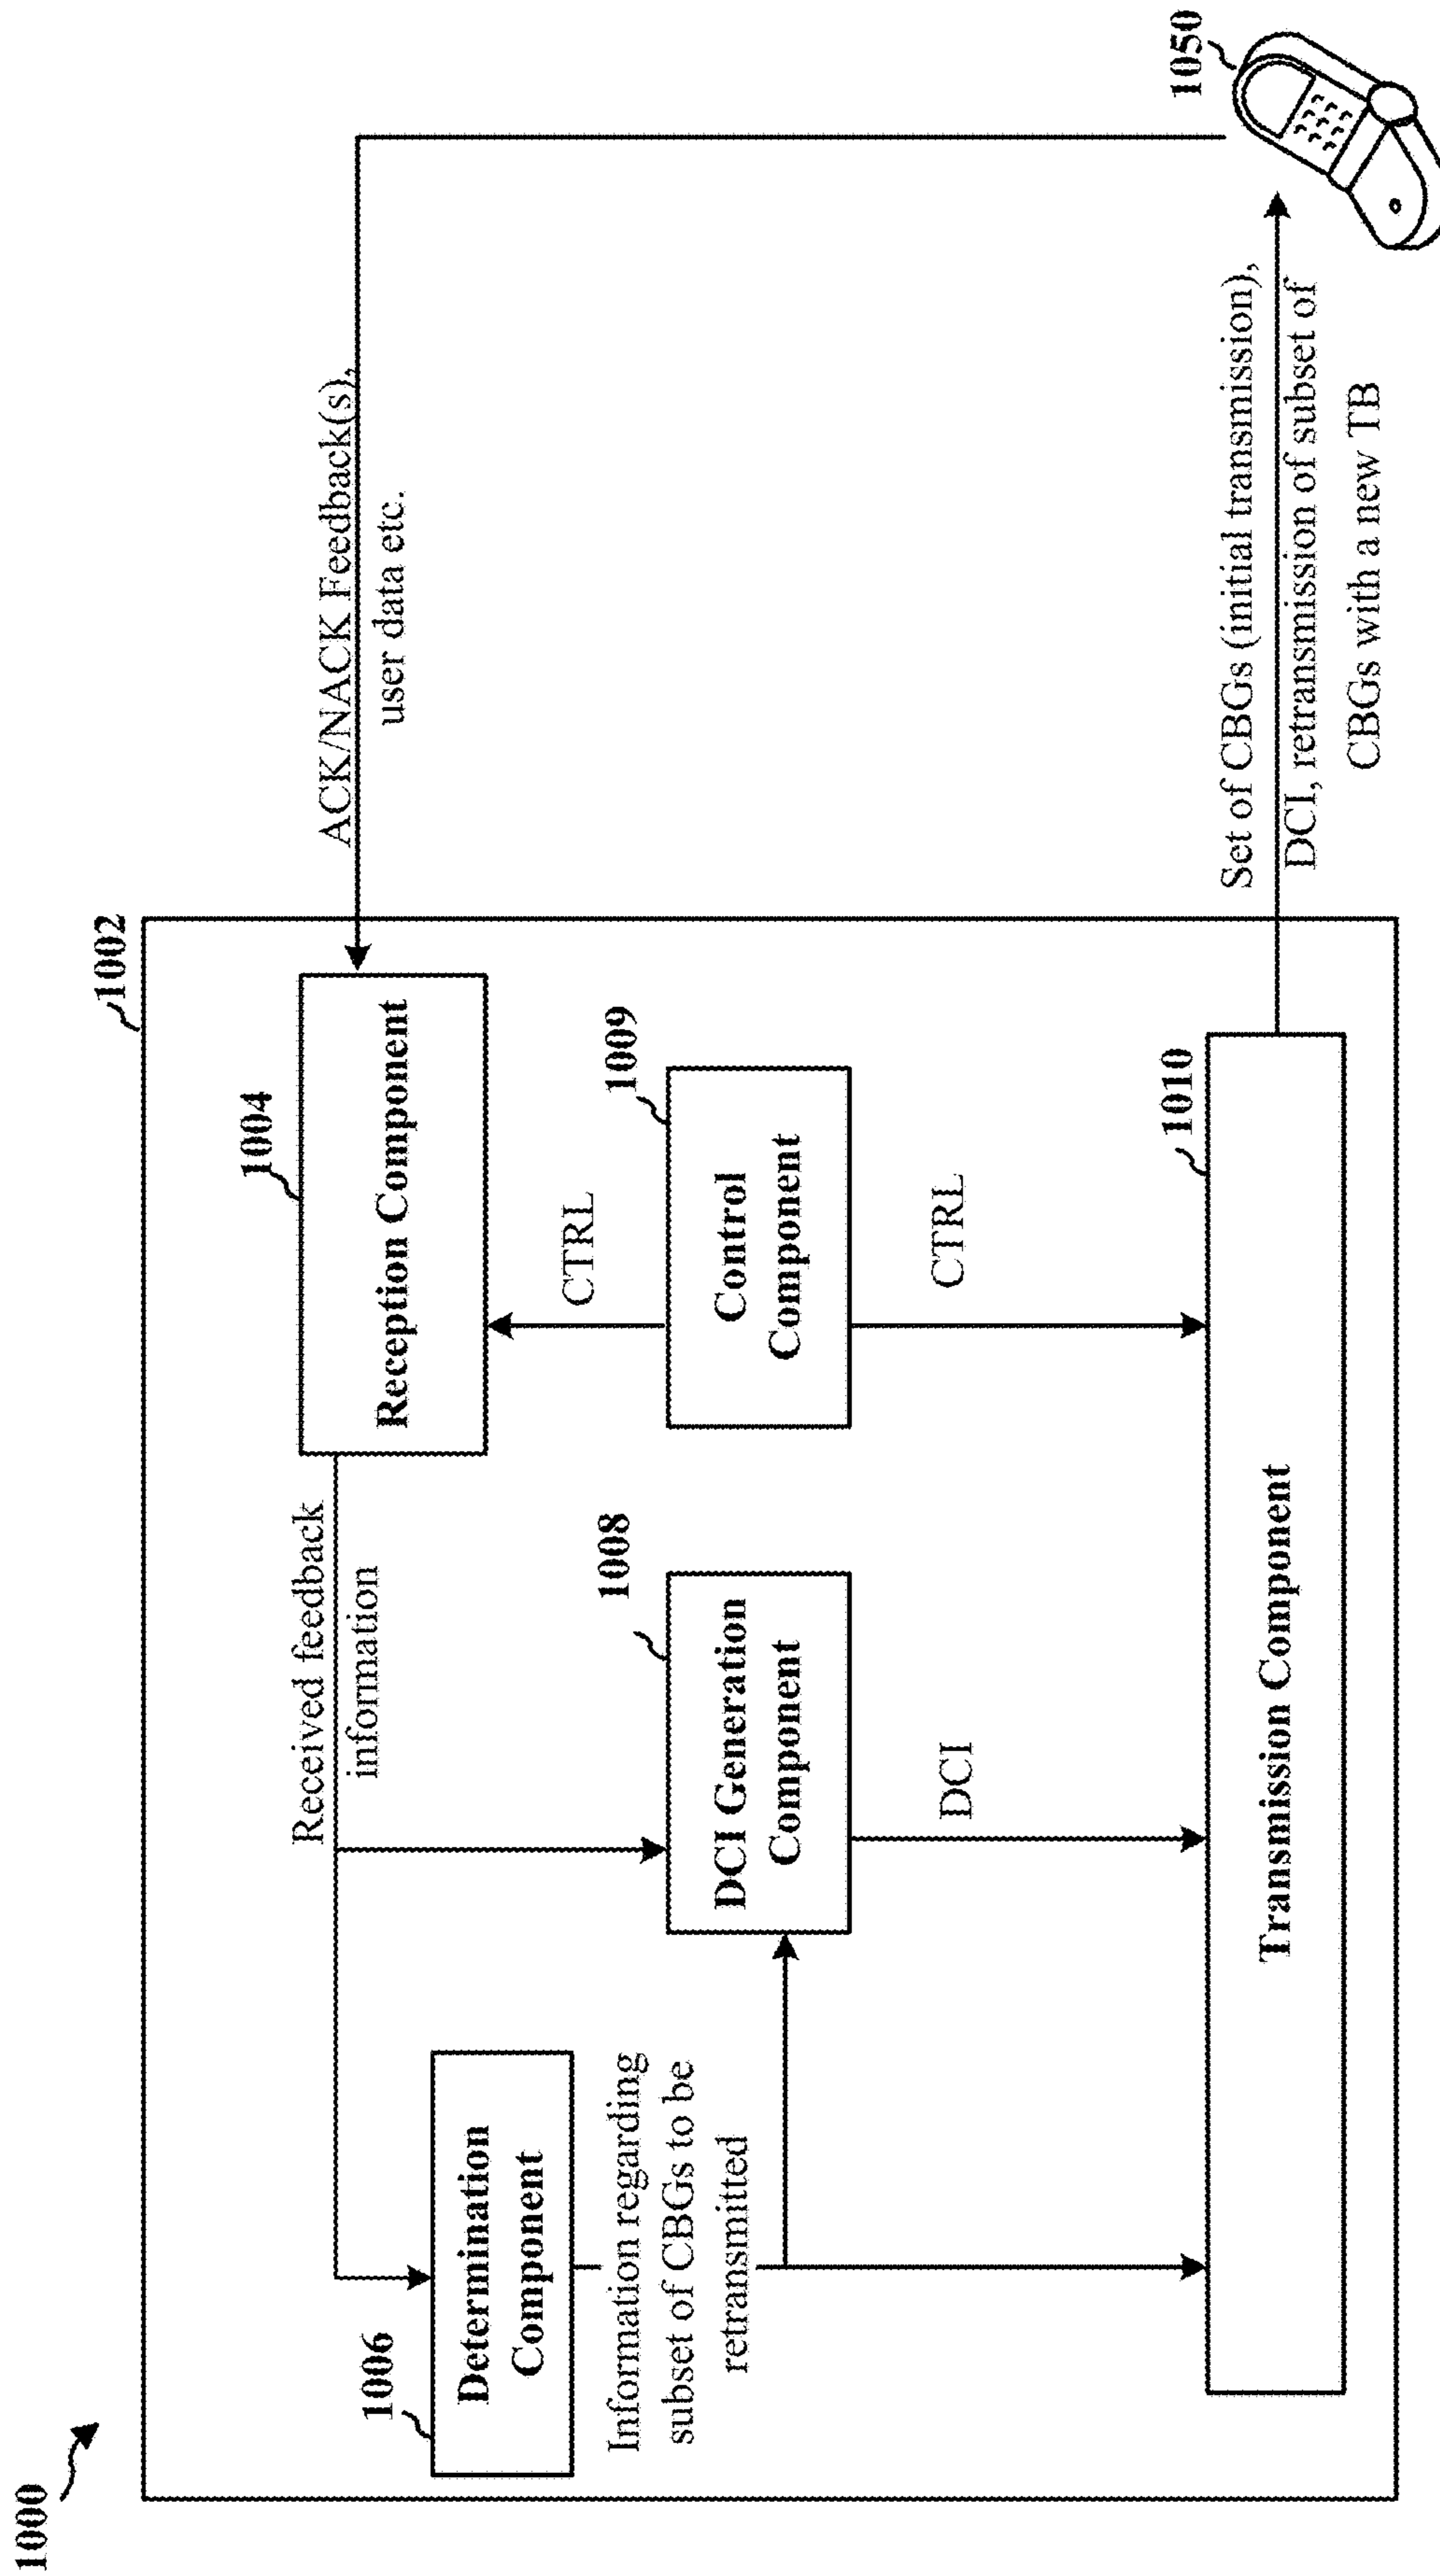 1000
1002
1004
Reception Component
ACK/NACK Feedback(s),
user data etc.
Received feedback
information
1006
Determination
Component
Information regarding
subset of CBGs to be
retransmitted
1008
DCI Generation
Component
DCI
CTRL
1009
Control
Component
CTRL
1010
Transmission Component
Set of CBGs (initial transmission),
DCI, retransmission of subset of
CBGs with a new TB
1050